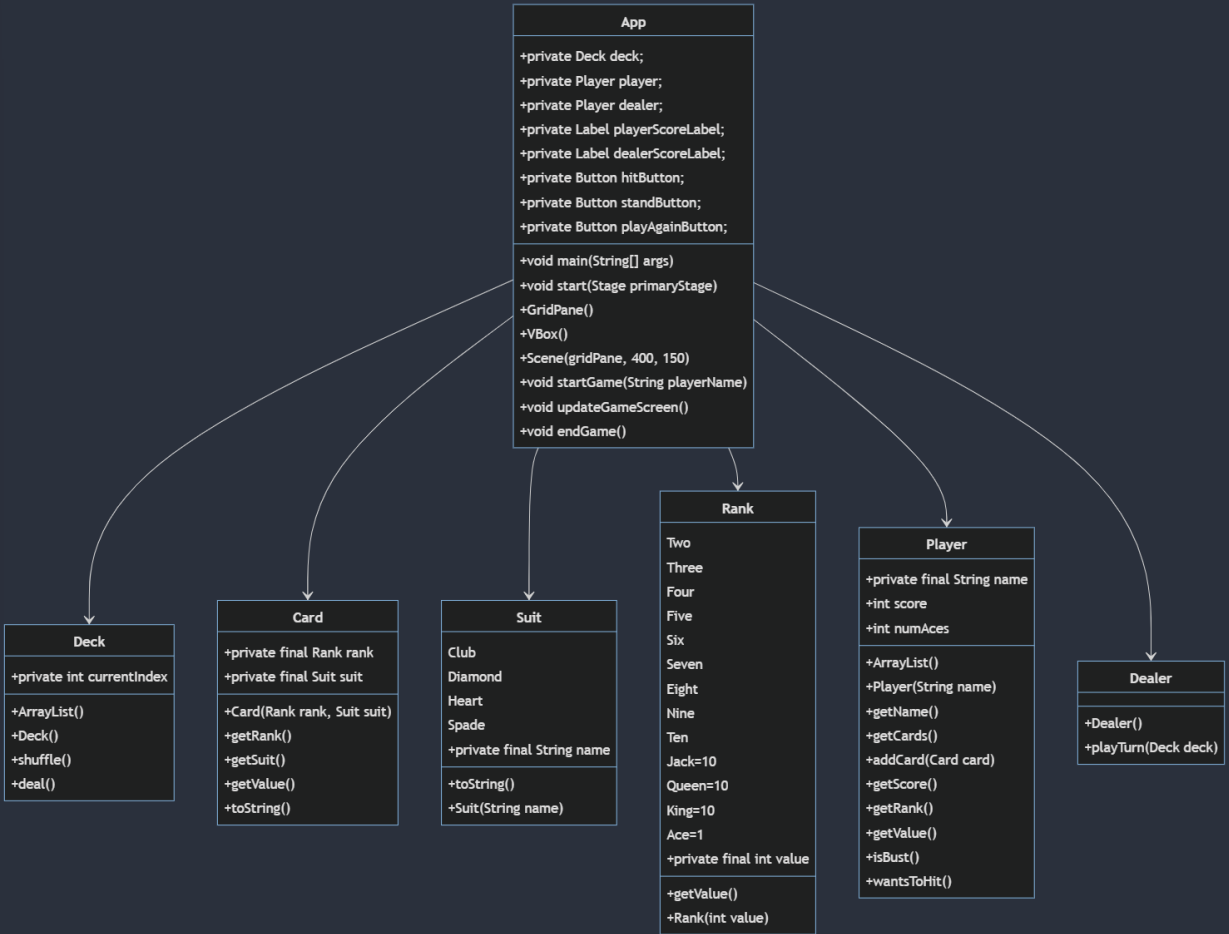 App
+private Deck deck;
+private Player player;
+private Player dealer;
+private Label playerScoreLabel;
+private Label dealerScoreLabel;
+private Button hitButton;
+private Button standButton;
+private Button playAgainButton;
+void main(String[] args)
+void start(Stage primaryStage)
+GridPane()
+VBox()
+Scene(gridPane, 400, 150)
+void startGame(String playerName)
+void updateGameScreen()
+void endGame()
Deck
+private int currentIndex
+ArrayList()
+Deck()
+shuffle()
+deal()
Card
+private final Rank rank
+private final Suit suit
+Card(Rank rank, Suit suit)
+getRank()
+getSuit()
+getValue()
+toString()
Suit
Club
Diamond
Heart
Spade
+private final String name
+toString()
+Suit(String name)
Rank
Two
Three
Four
Five
Six
Seven
Eight
Nine
Ten
Jack=10
Queen=10
King=10
Ace=1
+private final int value
+getValue()
+Rank(int value)
Player
+private final String name
+int score
+int numAces
+ArrayList()
+Player(String name)
+getName()
+getCards()
+addCard(Card card)
+getScore()
+getRank()
+getValue()
+isBust()
+wantsToHit()
Dealer
+Dealer()
+playTurn(Deck deck)